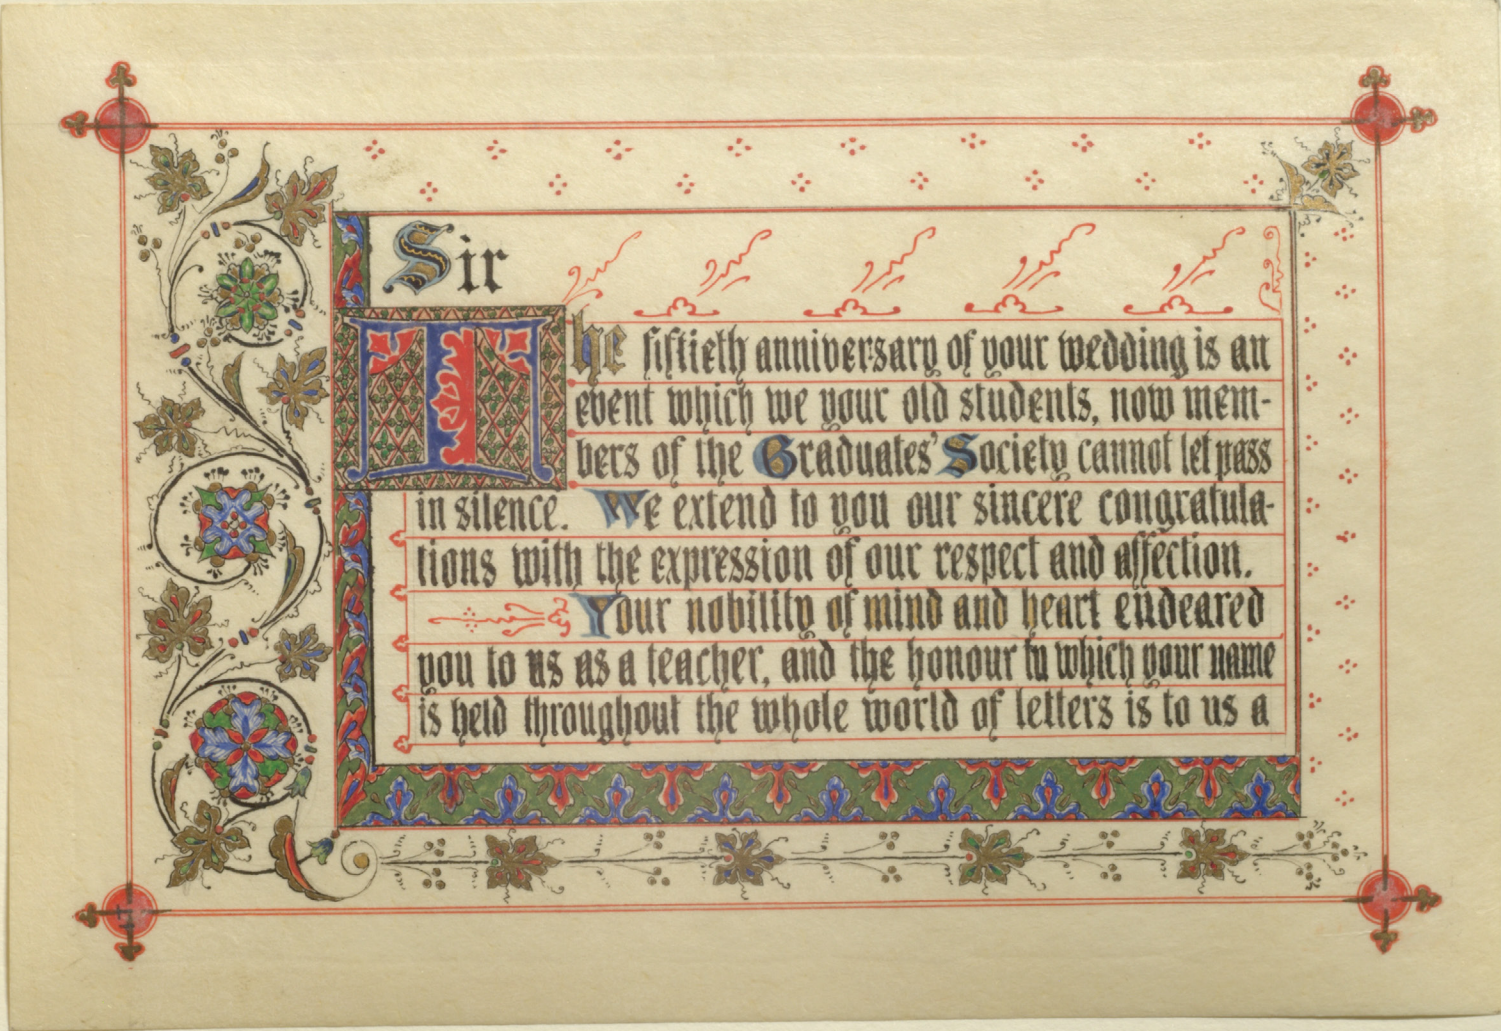 Sir
The fiftieth anniversary of your wedding is an
event which we your old students, now mem-
bers of the Graduates' Society cannot let pass
in silence. We extend to you our sincere congratula-
tions with the expression of our respect and affection.
Your nobility of mind and heart endeared
you to us as a teacher, and the honour in which your name
is held throughout the whole world of letters is to us a